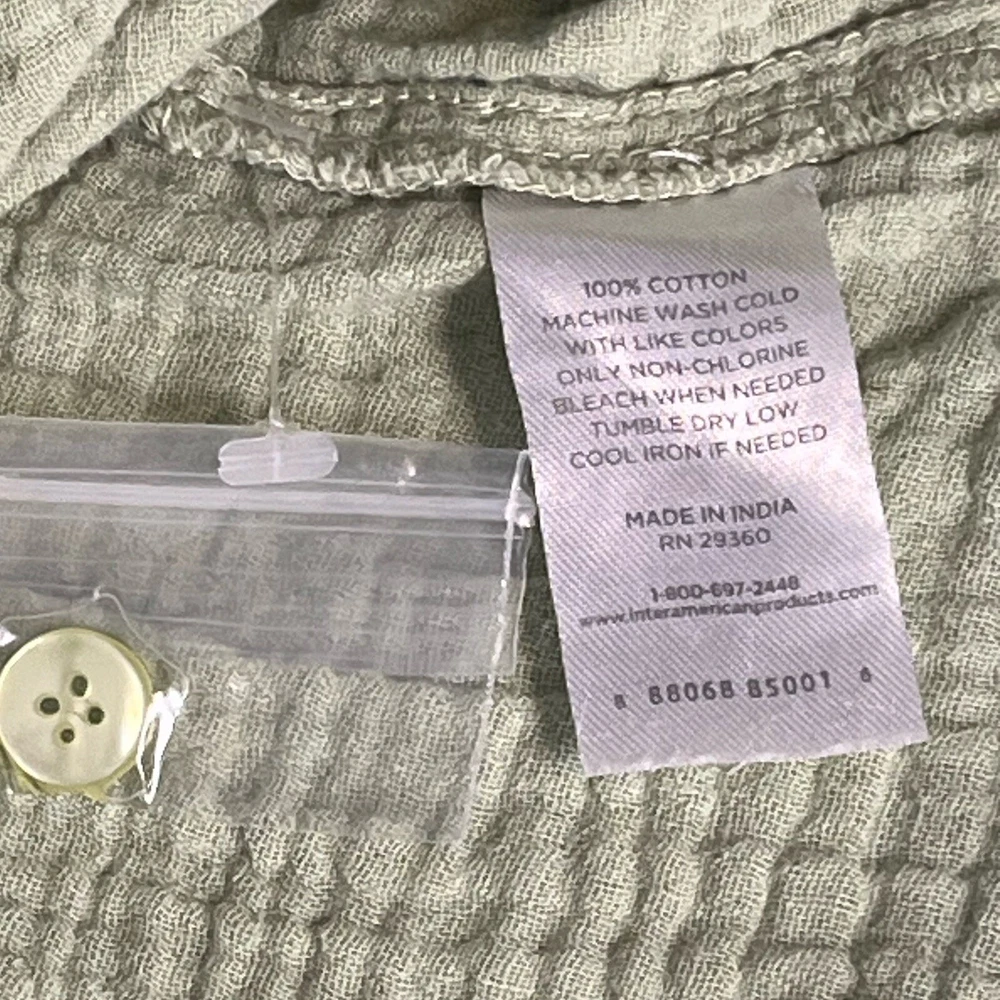 100% COTTON
MACHINE WASH COLD
WITH LIKE COLORS
ONLY NON-CHLORINE
BLEACH WHEN NEEDED
TUMBLE DRY LOW
COOL IRON IF NEEDED
MADE IN INDIA
RN 29360
1-800-697-2448
www.interamericanproducts.com
8 88068 85001 6